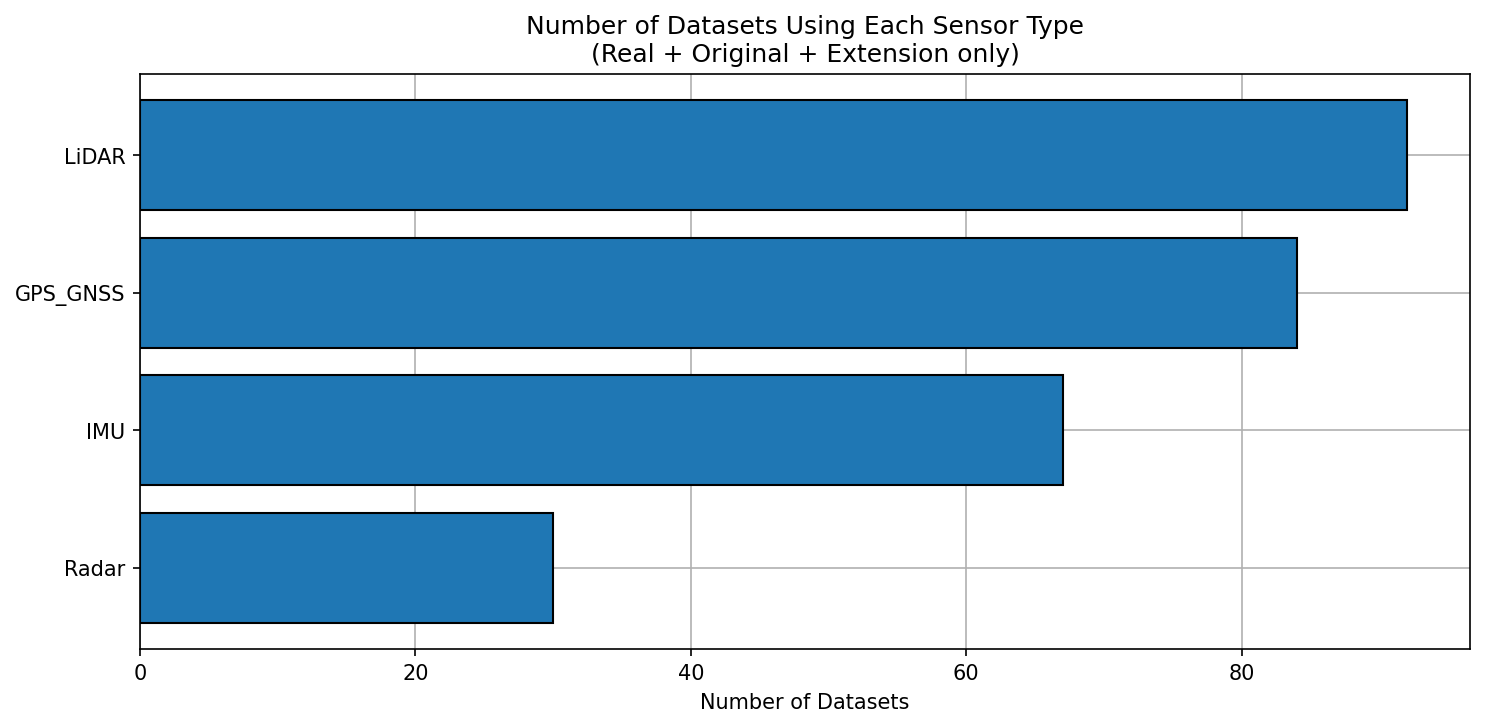 Number of Datasets Using Each Sensor Type
(Real + Original + Extension only)
LiDAR
GPS_GNSS
IMU
Radar
0 20 40 60 80
Number of Datasets